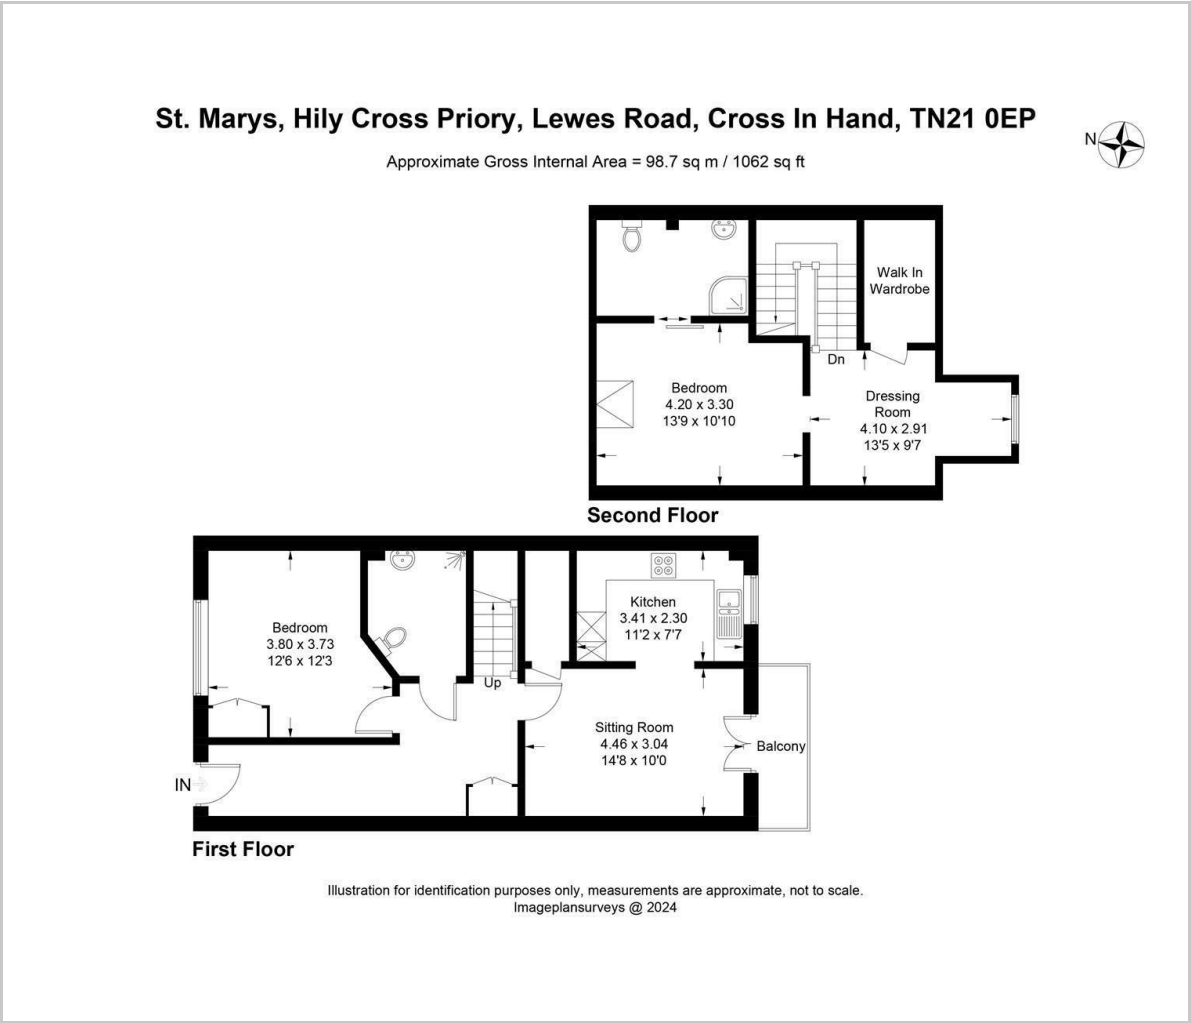 St. Marys, Hily Cross Priory, Lewes Road, Cross In Hand, TN21 0EP
Approximate Gross Internal Area = 98.7 sq m / 1062 sq ft
N
Walk In
Wardrobe
Dn
Bedroom
4.20 x 3.30
13'9 x 10'10
Dressing
Room
4.10 x 2.91
13'5 x 9'7
Second Floor
Kitchen
3.41 x 2.30
11'2 x 7'7
Bedroom
3.80 x 3.73
12'6 x 12'3
Up
Sitting Room
4.46 x 3.04
14'8 x 10'0
Balcony
IN
First Floor
Illustration for identification purposes only, measurements are approximate, not to scale.
Imageplansurveys @ 2024